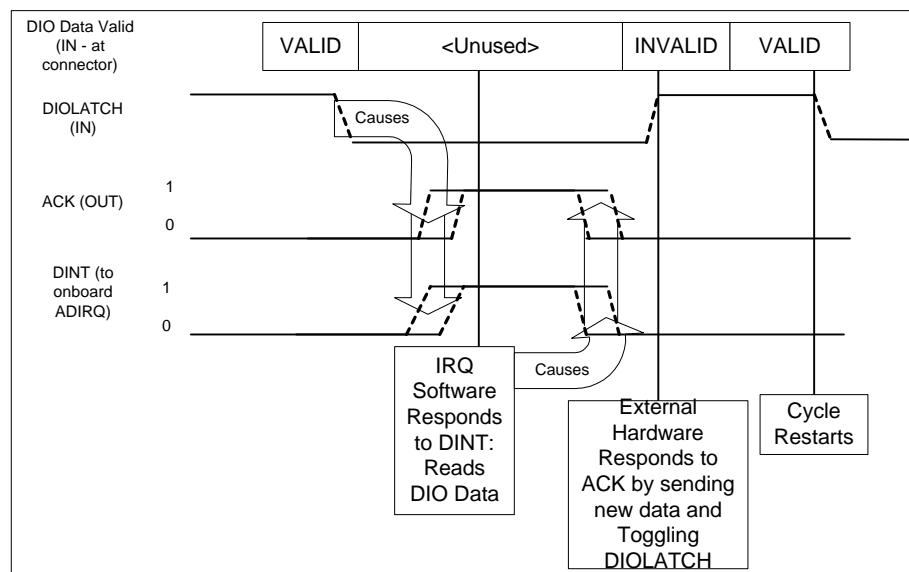 DIO Data Valid
(IN - at
connector)
VALID
<Unused>
INVALID
VALID
DIOLATCH
(IN)
Causes
ACK (OUT)
1
0
DINT (to
onboard
ADIRQ)
1
0
IRQ
Software
Responds
to DINT:
Reads
DIO Data
Causes
External
Hardware
Responds to
ACK by sending
new data and
Toggling
DIOLATCH
Cycle
Restarts